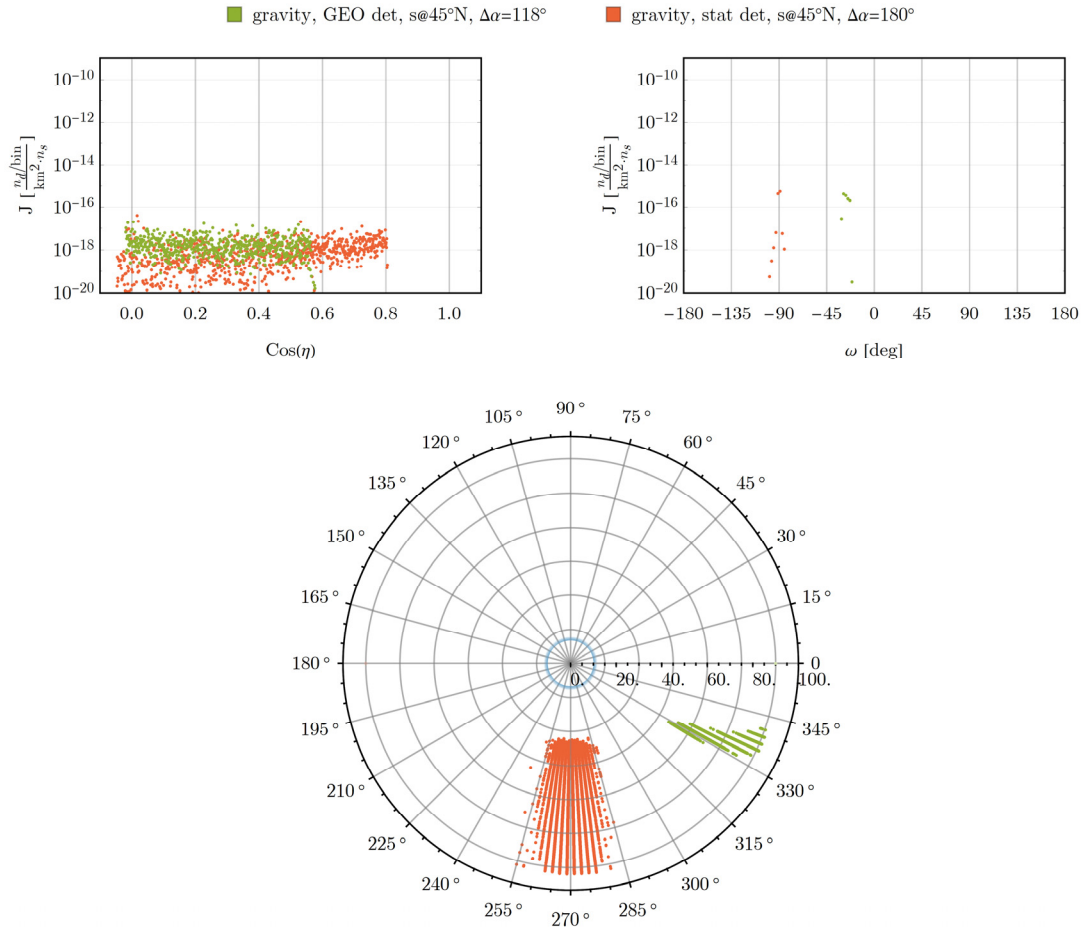 gravity, GEO det, s@45°N, Δα=118°
gravity, stat det, s@45°N, Δα=180°
J [ n_d/bin / km²·n_s ]
10⁻¹⁰
10⁻¹²
10⁻¹⁴
10⁻¹⁶
10⁻¹⁸
10⁻²⁰
0.0 0.2 0.4 0.6 0.8 1.0
Cos(η)
J [ n_d/bin / km²·n_s ]
10⁻¹⁰
10⁻¹²
10⁻¹⁴
10⁻¹⁶
10⁻¹⁸
10⁻²⁰
−180 −135 −90 −45 0 45 90 135 180
ω [deg]
90 °
105 ° 75 °
120 ° 60 °
135 ° 45 °
150 ° 30 °
165 ° 15 °
180 ° 0
0. 20. 40. 60. 80. 100.
195 ° 345 °
210 ° 330 °
225 ° 315 °
240 ° 300 °
255 ° 285 °
270 °